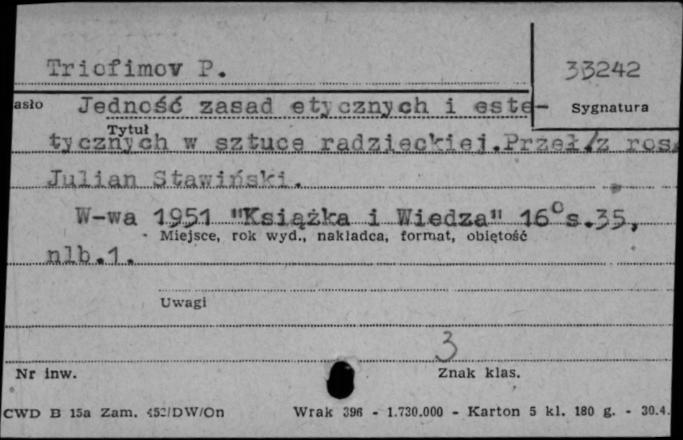 Triofimov P.
33242
asło Jedność zasad etycznych i este-
Sygnatura
Tytuł
tycznych w sztuce radzieckiej.Przeł./z ros.
Julian Stawiński.
W-wa 1951 "Książka i Wiedza" 16° s.35,
Miejsce, rok wyd., nakładca, format, objętość
nlb.1.
Uwagi
3
Nr inw.
Znak klas.
CWD B 15a Zam. 452/DW/On
Wrak 396 - 1.730.000 - Karton 5 kl. 180 g. - 30.4.